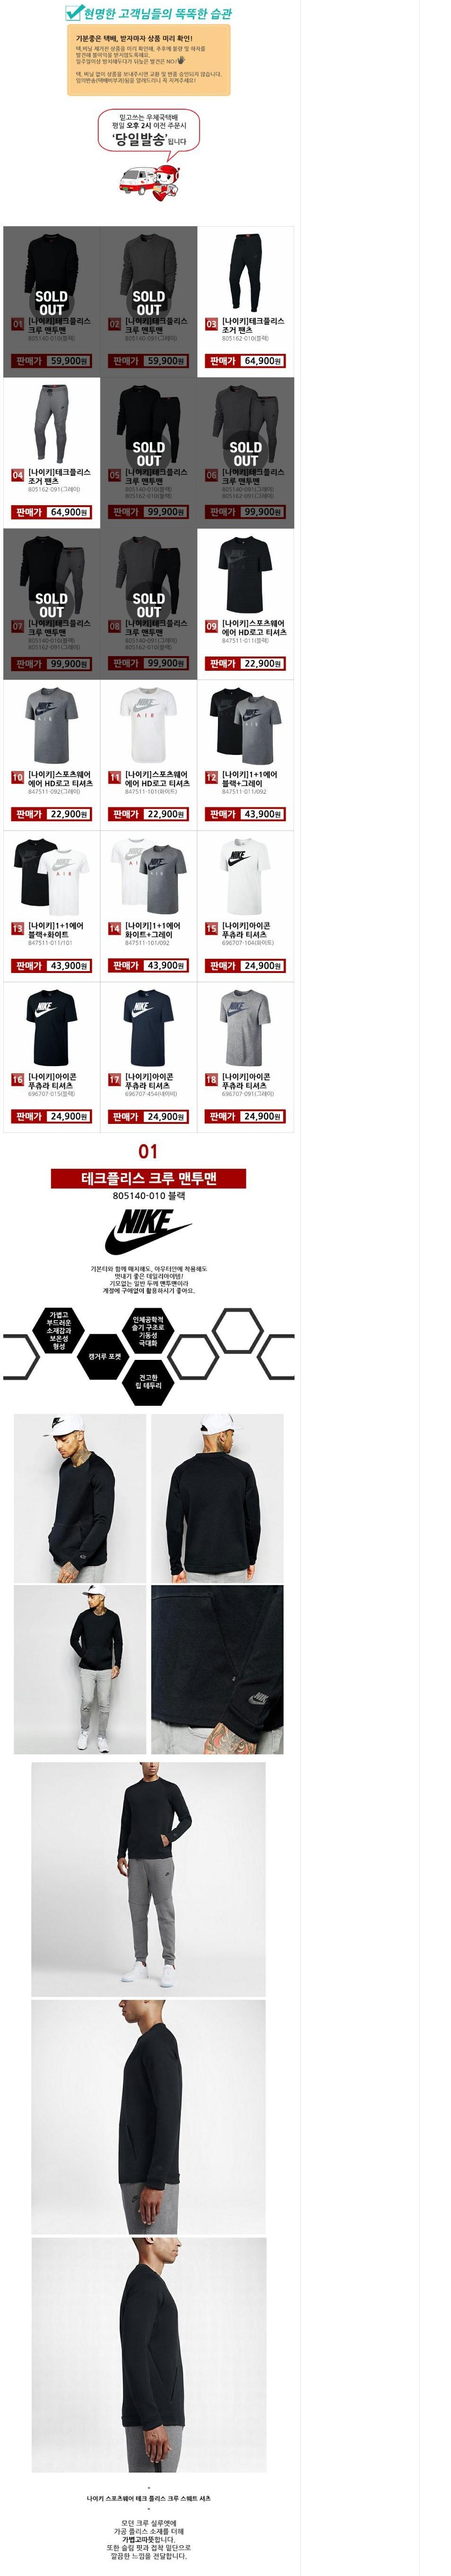 현명한 고객님들의 똑똑한 습관
기분좋은 택배, 받자마자 상품 미리 확인!
택,비닐 제거전 상품을 미리 확인해, 추후에 불량 및 하자를
발견해 불이익을 받지않도록해요.
일주일이상 방치해두다가 뒤늦은 발견은 NO!
택, 비닐 없이 상품을 보내주시면 교환 및 반품 승인되지 않습니다.
믿고쓰는 우체국택배
평일 오후 2시 이전 주문시
‘당일발송’됩니다
SOLD
OUT
01 [나이키]테크플리스
크루 맨투맨
805140-010(블랙)
판매가 59,900원
SOLD
OUT
02 [나이키]테크플리스
크루 맨투맨
805140-091(그레이)
판매가 59,900원
03 [나이키]테크플리스
조거 팬츠
805162-010(블랙)
판매가 64,900원
04 [나이키]테크플리스
조거 팬츠
805162-091(그레이)
판매가 64,900원
SOLD
OUT
05 [나이키]테크플리스
크루 맨투맨
805140-010(블랙)
805162-010(블랙)
판매가 99,900원
SOLD
OUT
06 [나이키]테크플리스
크루 맨투맨
805140-091(그레이)
805162-091(그레이)
판매가 99,900원
SOLD
OUT
07 [나이키]테크플리스
크루 맨투맨
805140-010(블랙)
805162-091(그레이)
판매가 99,900원
SOLD
OUT
08 [나이키]테크플리스
크루 맨투맨
805140-091(그레이)
805162-010(블랙)
판매가 99,900원
09 [나이키]스포츠웨어
에어 HD로고 티셔츠
847511-011(블랙)
판매가 22,900원
10 [나이키]스포츠웨어
에어 HD로고 티셔츠
847511-092(그레이)
판매가 22,900원
11 [나이키]스포츠웨어
에어 HD로고 티셔츠
847511-101(화이트)
판매가 22,900원
12 [나이키]1+1에어
블랙+그레이
847511-011/092
판매가 43,900원
13 [나이키]1+1에어
블랙+화이트
847511-011/101
판매가 43,900원
14 [나이키]1+1에어
화이트+그레이
847511-101/092
판매가 43,900원
15 [나이키]아이콘
푸츄라 티셔츠
696707-104(화이트)
판매가 24,900원
16 [나이키]아이콘
푸츄라 티셔츠
696707-015(블랙)
판매가 24,900원
17 [나이키]아이콘
푸츄라 티셔츠
696707-454(네이비)
판매가 24,900원
18 [나이키]아이콘
푸츄라 티셔츠
696707-091(그레이)
판매가 24,900원
01
테크플리스 크루 맨투맨
805140-010 블랙
NIKE
기본티와 함께 매치해도, 아우터안에 착용해도
멋내기 좋은 데일리아이템!
기모없는 일반 두께 맨투맨이라
계절에 구애없이 활용하시기 좋아요.
가볍고
부드러운
소재감과
보온성
형성
캥거루 포켓
인체공학적
솔기 구조로
기동성
극대화
견고한
립 테두리
나이키 스포츠웨어 테크 플리스 크루 스웨트 셔츠
모던 크루 실루엣에
가공 플리스 소재를 더해
가볍고따뜻합니다.
또한 슬림 핏과 접착 밑단으로
깔끔한 느낌을 전달합니다.